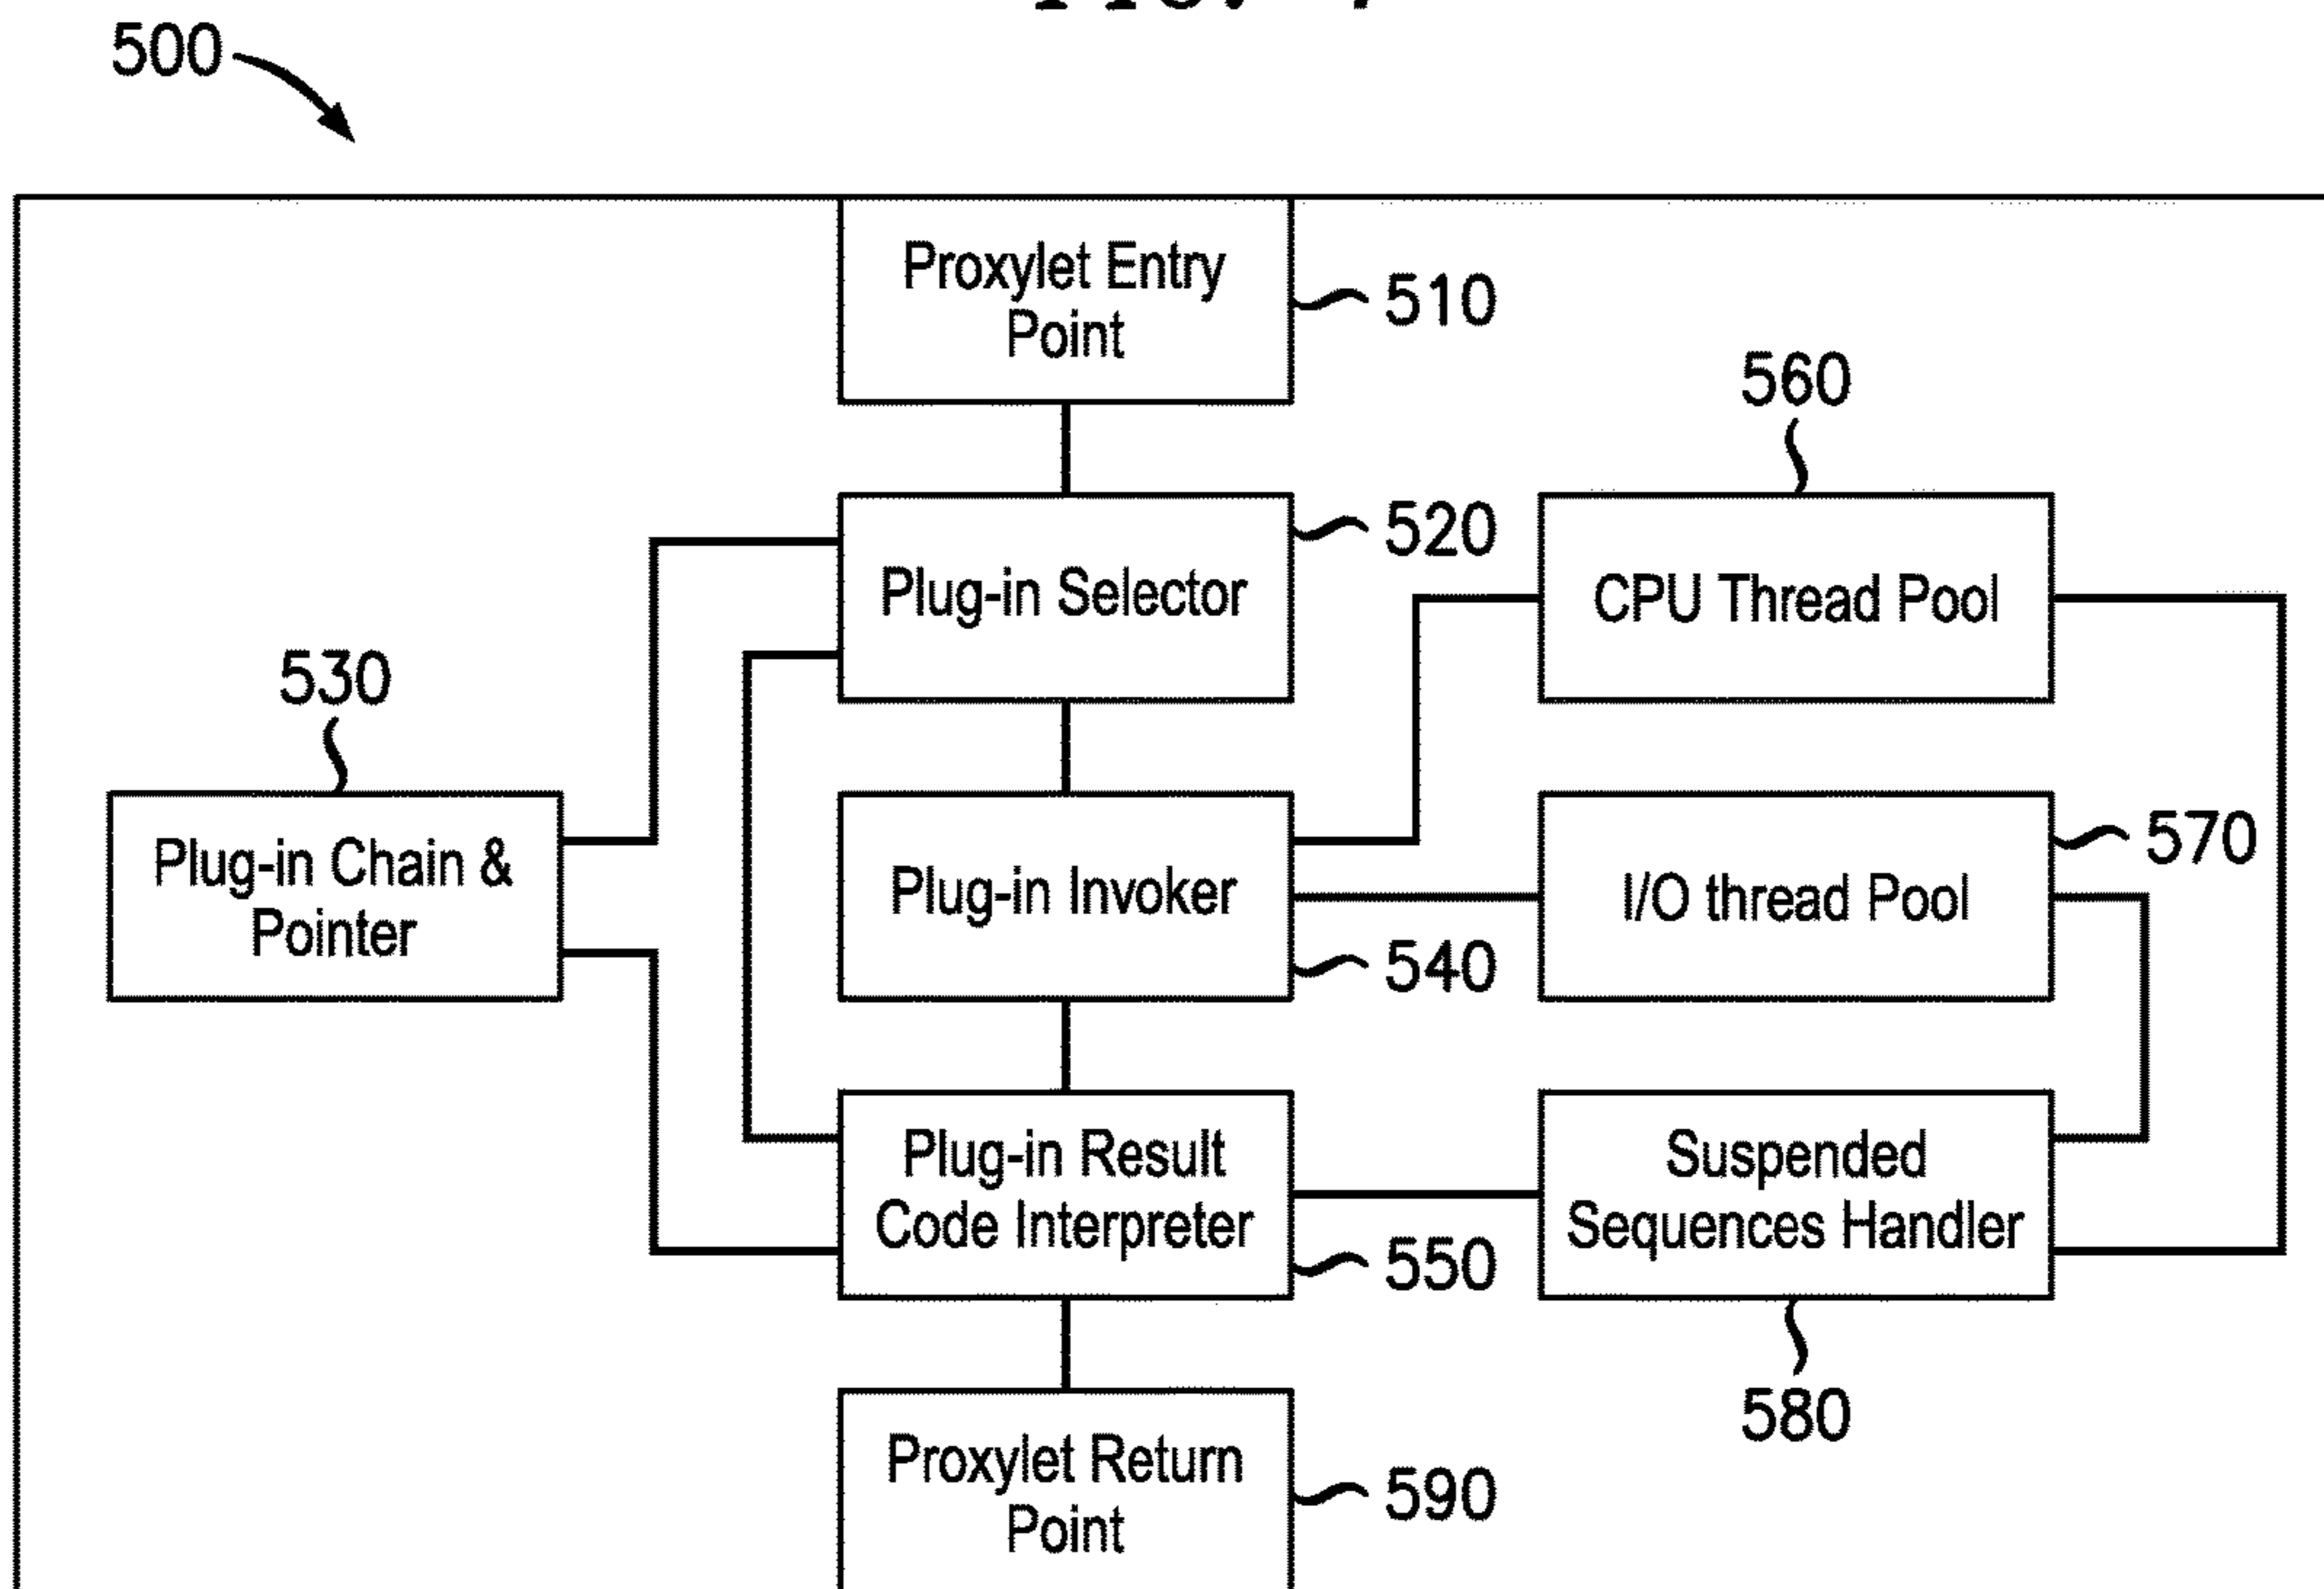 500
Proxylet Entry
Point
510
560
Plug-in Selector
520
CPU Thread Pool
530
Plug-in Chain &
Pointer
Plug-in Invoker
540
I/O thread Pool
570
Plug-in Result
Code Interpreter
550
Suspended
Sequences Handler
580
Proxylet Return
Point
590